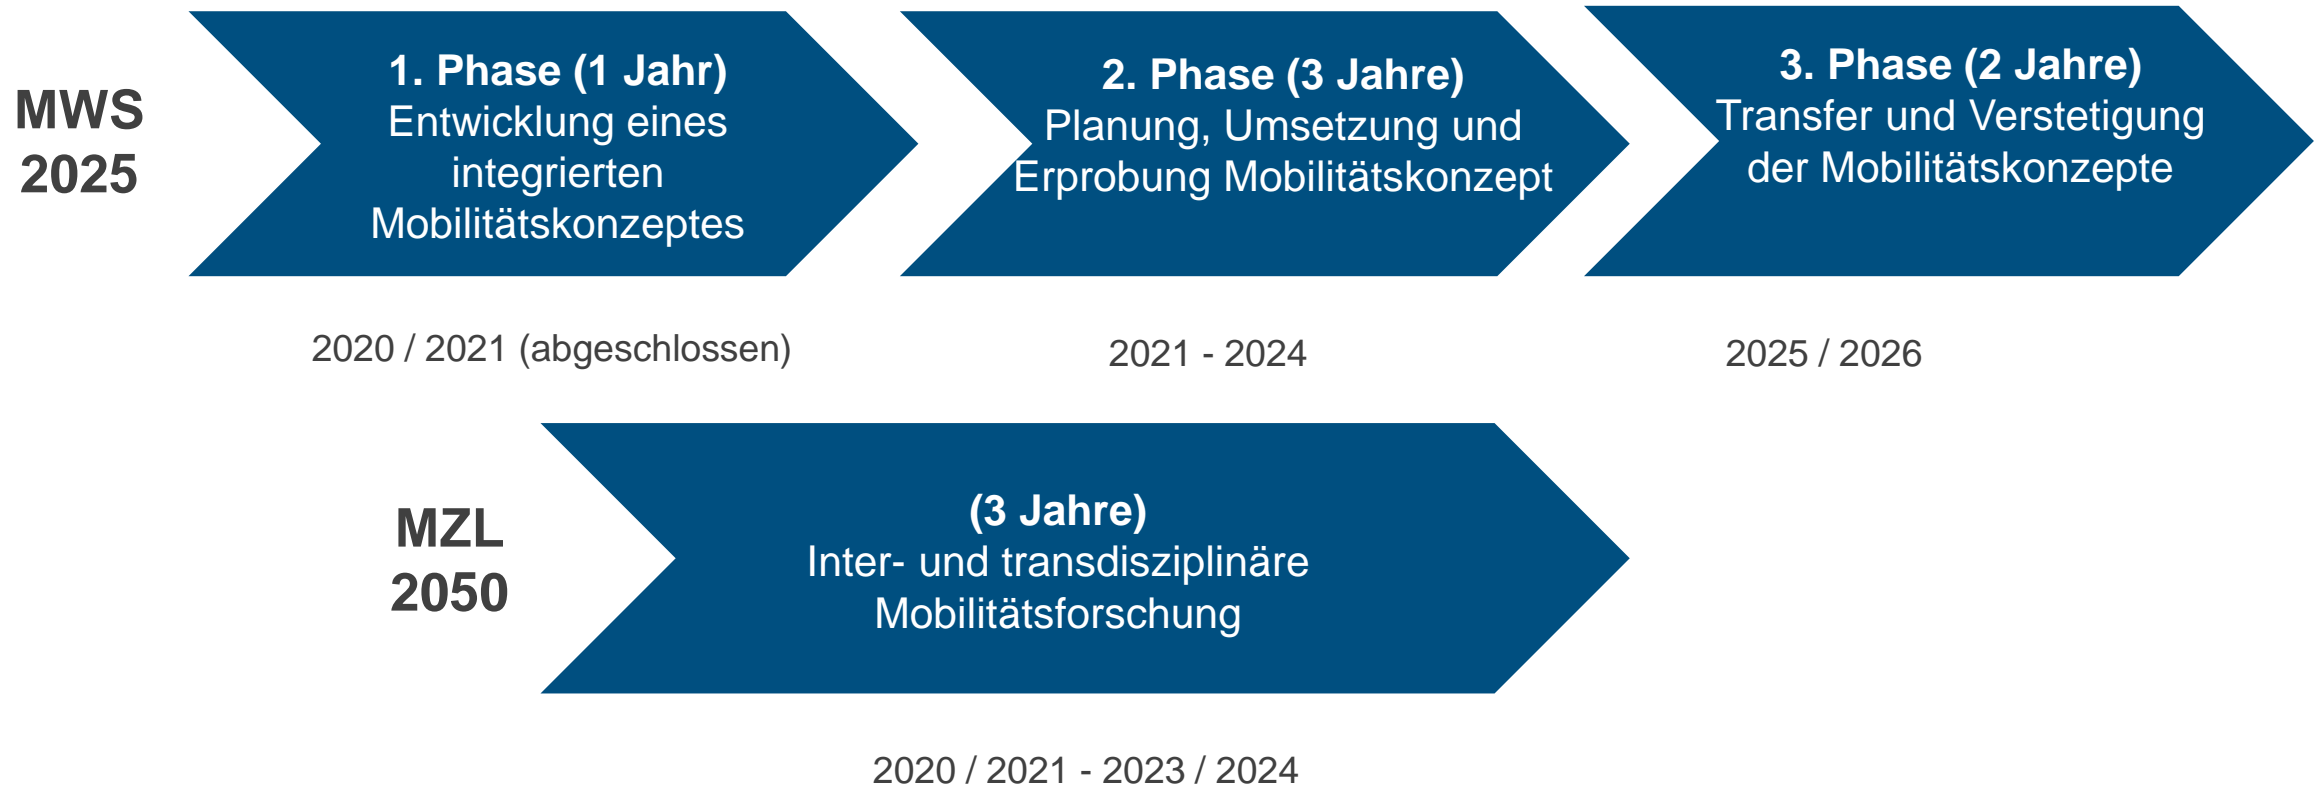 MWS
2025
1. Phase (1 Jahr)
Entwicklung eines
integrierten
Mobilitätskonzeptes
2. Phase (3 Jahre)
Planung, Umsetzung und
Erprobung Mobilitätskonzept
3. Phase (2 Jahre)
Transfer und Verstetigung
der Mobilitätskonzepte
2020 / 2021 (abgeschlossen)
2021 - 2024
2025 / 2026
MZL
2050
(3 Jahre)
Inter- und transdisziplinäre
Mobilitätsforschung
2020 / 2021 - 2023 / 2024